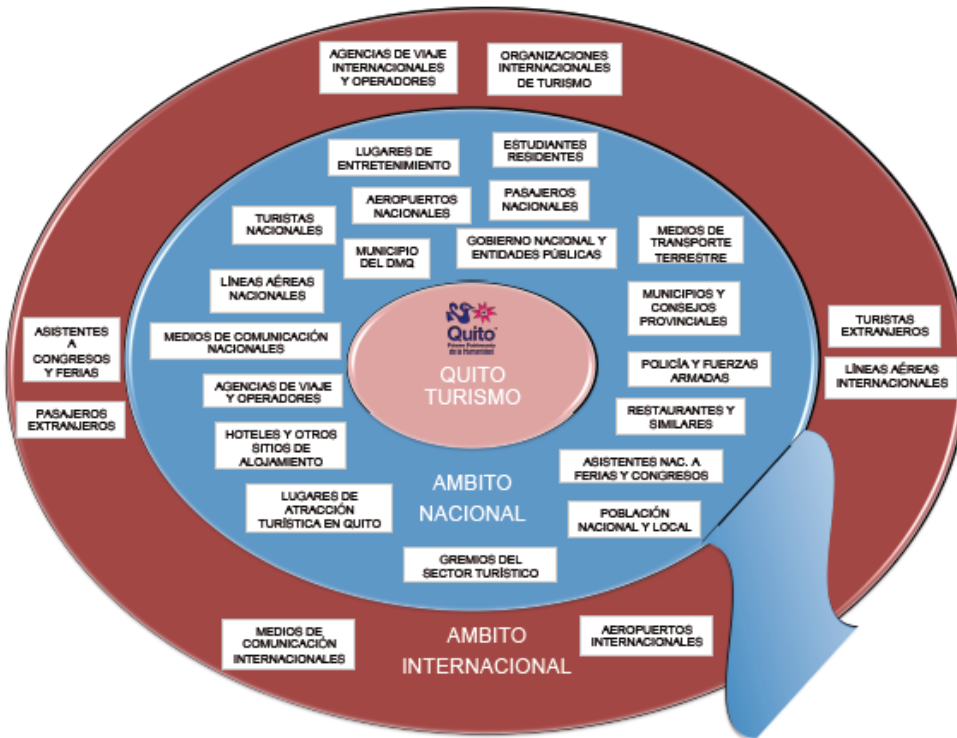 AGENCIAS DE VIAJE
INTERNACIONALES
Y OPERADORES
ORGANIZACIONES
INTERNACIONALES
DE TURISMO
LUGARES DE
ENTRETENIMIENTO
ESTUDIANTES
RESIDENTES
AEROPUERTOS
NACIONALES
PASAJEROS
NACIONALES
TURISTAS
NACIONALES
MUNICIPIO
DEL DMQ
GOBIERNO NACIONAL Y
ENTIDADES PÚBLICAS
MEDIOS DE
TRANSPORTE
TERRESTRE
LÍNEAS AÉREAS
NACIONALES
MUNICIPIOS Y
CONSEJOS
PROVINCIALES
ASISTENTES
A
CONGRESOS
Y FERIAS
MEDIOS DE COMUNICACIÓN
NACIONALES
Quito
Primer Patrimonio
de la Humanidad
QUITO
TURISMO
TURISTAS
EXTRANJEROS
POLICÍA Y FUERZAS
ARMADAS
LÍNEAS AÉREAS
INTERNACIONALES
AGENCIAS DE VIAJE
Y OPERADORES
PASAJEROS
EXTRANJEROS
RESTAURANTES Y
SIMILARES
HOTELES Y OTROS
SITIOS DE
ALOJAMIENTO
ASISTENTES NAC. A
FERIAS Y CONGRESOS
AMBITO
NACIONAL
LUGARES DE
ATRACCIÓN
TURÍSTICA EN QUITO
POBLACIÓN
NACIONAL Y LOCAL
GREMIOS DEL
SECTOR TURÍSTICO
MEDIOS DE
COMUNICACIÓN
INTERNACIONALES
AMBITO
INTERNACIONAL
AEROPUERTOS
INTERNACIONALES